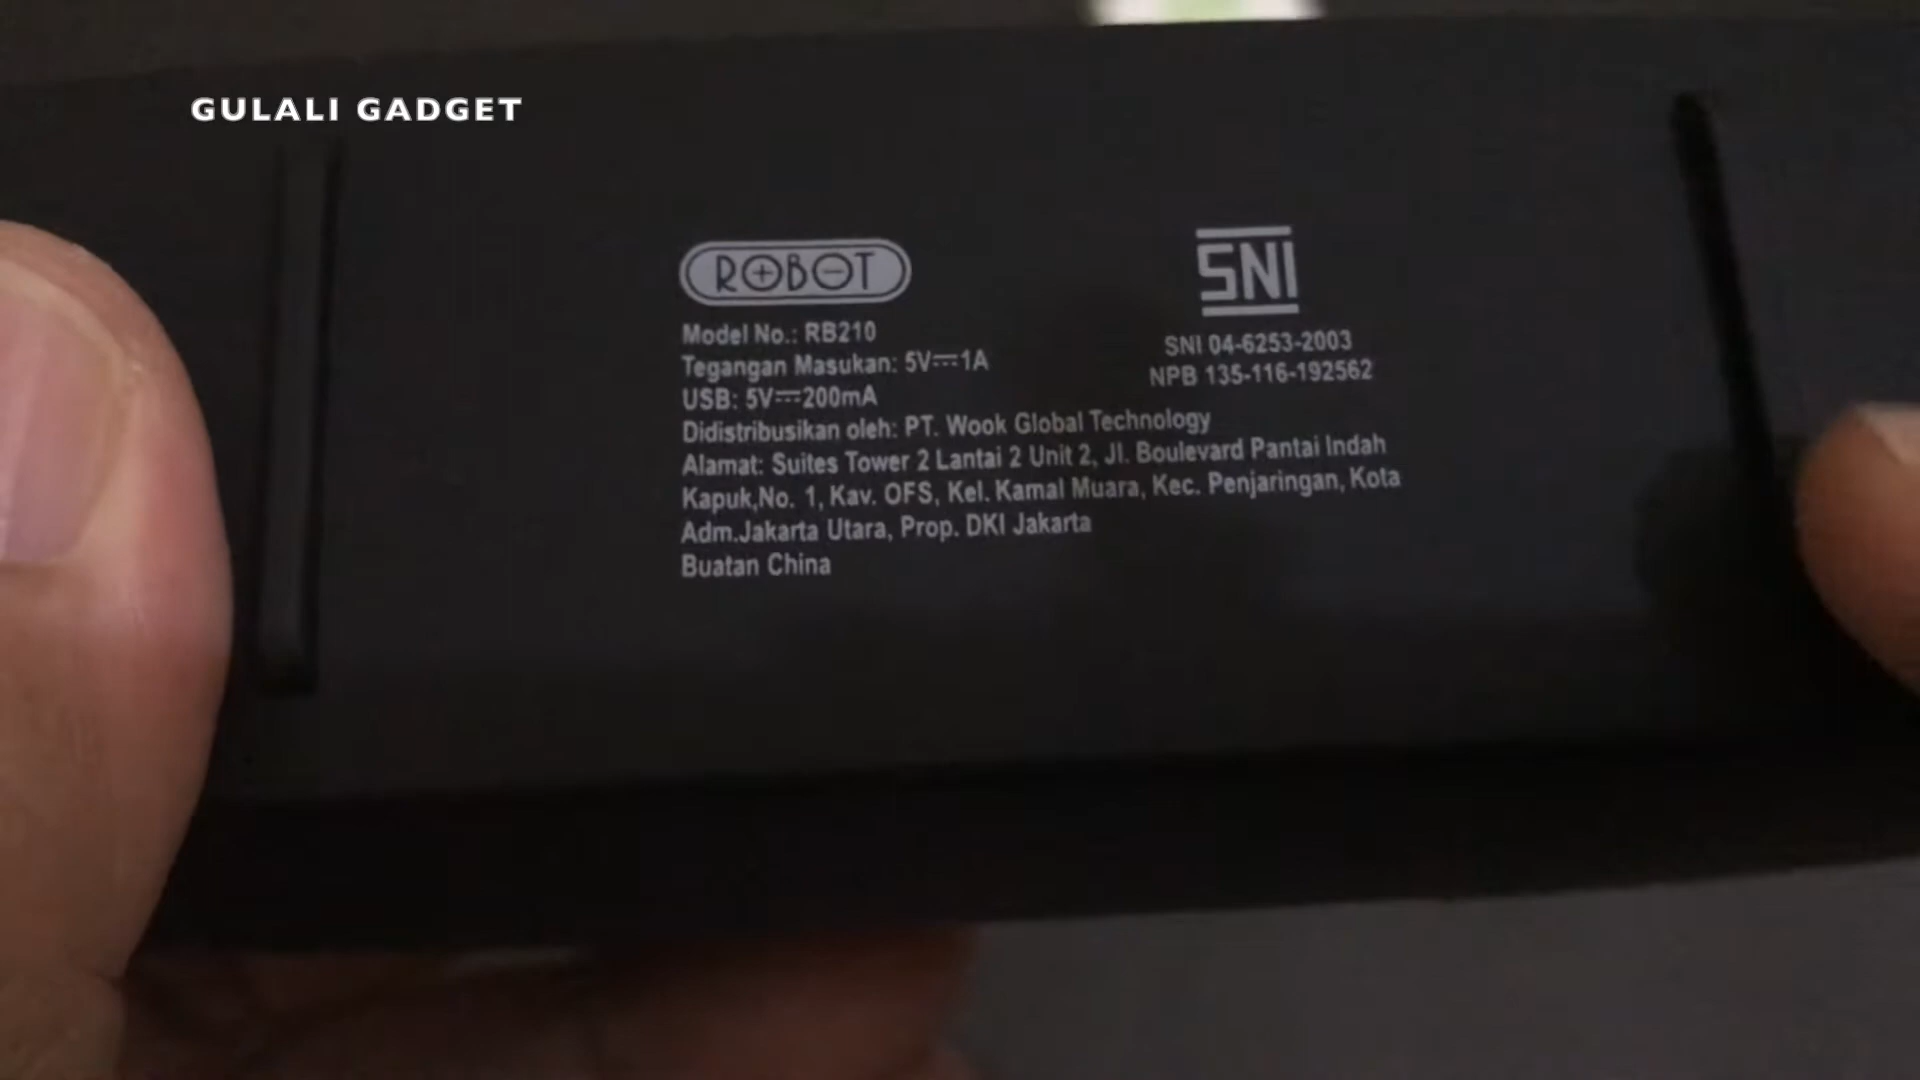 GULALI GADGET
ROBOT
Model No.: RB210
Tegangan Masukan: 5V⎓1A
USB: 5V⎓200mA
Didistribusikan oleh: PT. Wook Global Technology
Alamat: Suites Tower 2 Lantai 2 Unit 2, Jl. Boulevard Pantai Indah
Kapuk,No. 1, Kav. OFS, Kel. Kamal Muara, Kec. Penjaringan, Kota
Adm.Jakarta Utara, Prop. DKI Jakarta
Buatan China
SNI
SNI 04-6253-2003
NPB 135-116-192562